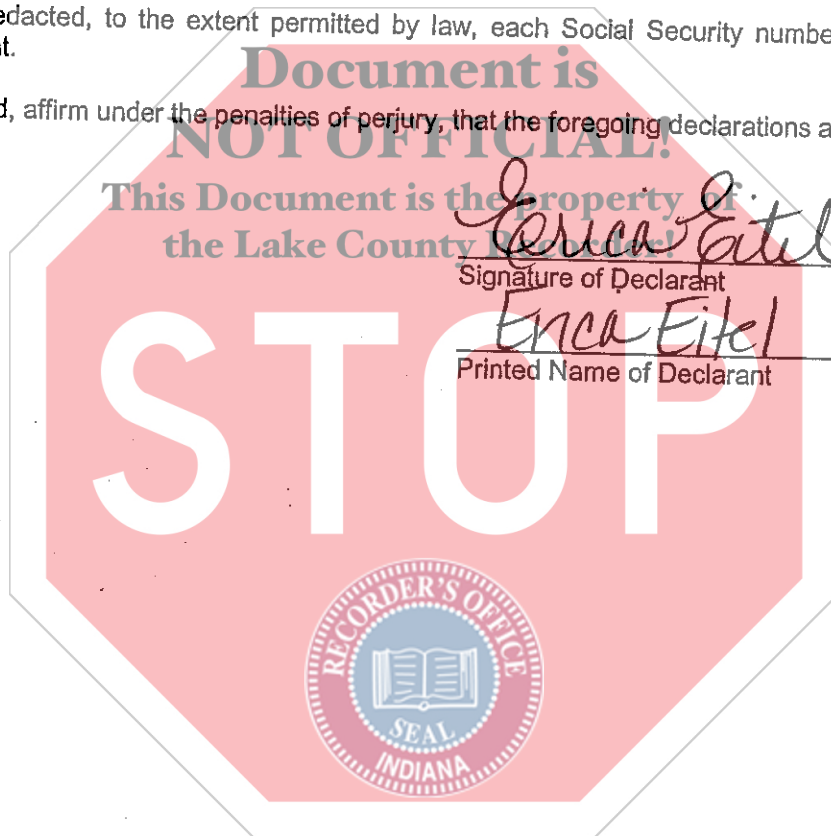 edacted, to the extent permitted by law, each Social Security numbe
t.
Document is
d, affirm under the penalties of perjury, that the foregoing declarations a
NOT OFFICIAL!
This Document is the property of
the Lake County Recorder!
Erica Eitel
Signature of Declarant
Erica Eitel
Printed Name of Declarant
STOP
RECORDER'S OFFICE
SEAL
INDIANA